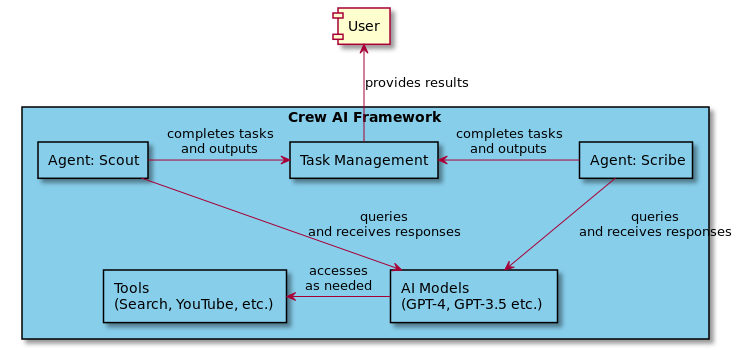 User
provides results
Crew AI Framework
completes tasks
and outputs
completes tasks
and outputs
Agent: Scout
Task Management
Agent: Scribe
queries
and receives responses
queries
and receives responses
accesses
as needed
Tools
(Search, YouTube, etc.)
AI Models
(GPT-4, GPT-3.5 etc.)